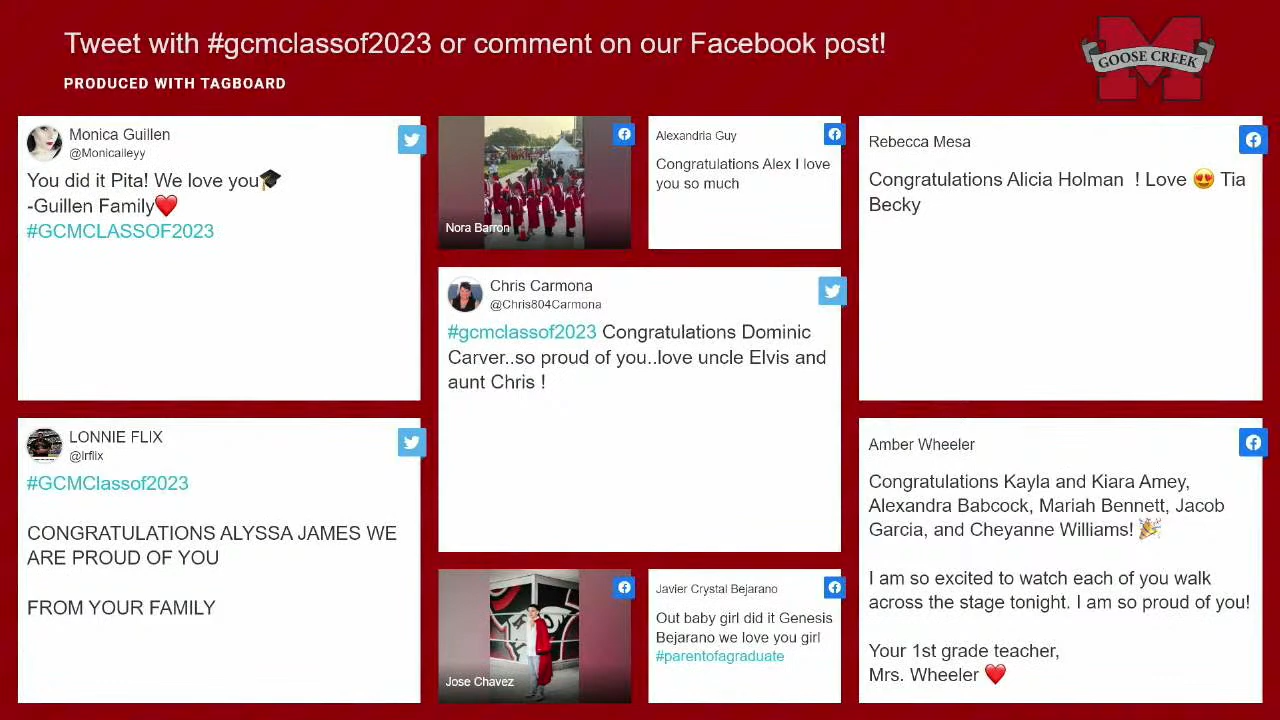 Tweet with #gcmclassof2023 or comment on our Facebook post!
PRODUCED WITH TAGBOARD
GOOSE CREEK
M
Monica Guillen
@Monicalleyy
You did it Pita! We love you🎓
-Guillen Family❤️
#GCMCLASSOF2023
LONNIE FLIX
@lrflix
#GCMClassof2023
CONGRATULATIONS ALYSSA JAMES WE
ARE PROUD OF YOU
FROM YOUR FAMILY
Nora Barron
Alexandria Guy
Congratulations Alex I love
you so much
Chris Carmona
@Chris804Carmona
#gcmclassof2023 Congratulations Dominic
Carver..so proud of you..love uncle Elvis and
aunt Chris !
Jose Chavez
Javier Crystal Bejarano
Out baby girl did it Genesis
Bejarano we love you girl
#parentofagraduate
Rebecca Mesa
Congratulations Alicia Holman ! Love 😍 Tia
Becky
Amber Wheeler
Congratulations Kayla and Kiara Amey,
Alexandra Babcock, Mariah Bennett, Jacob
Garcia, and Cheyanne Williams! 🎉
I am so excited to watch each of you walk
across the stage tonight. I am so proud of you!
Your 1st grade teacher,
Mrs. Wheeler ❤️